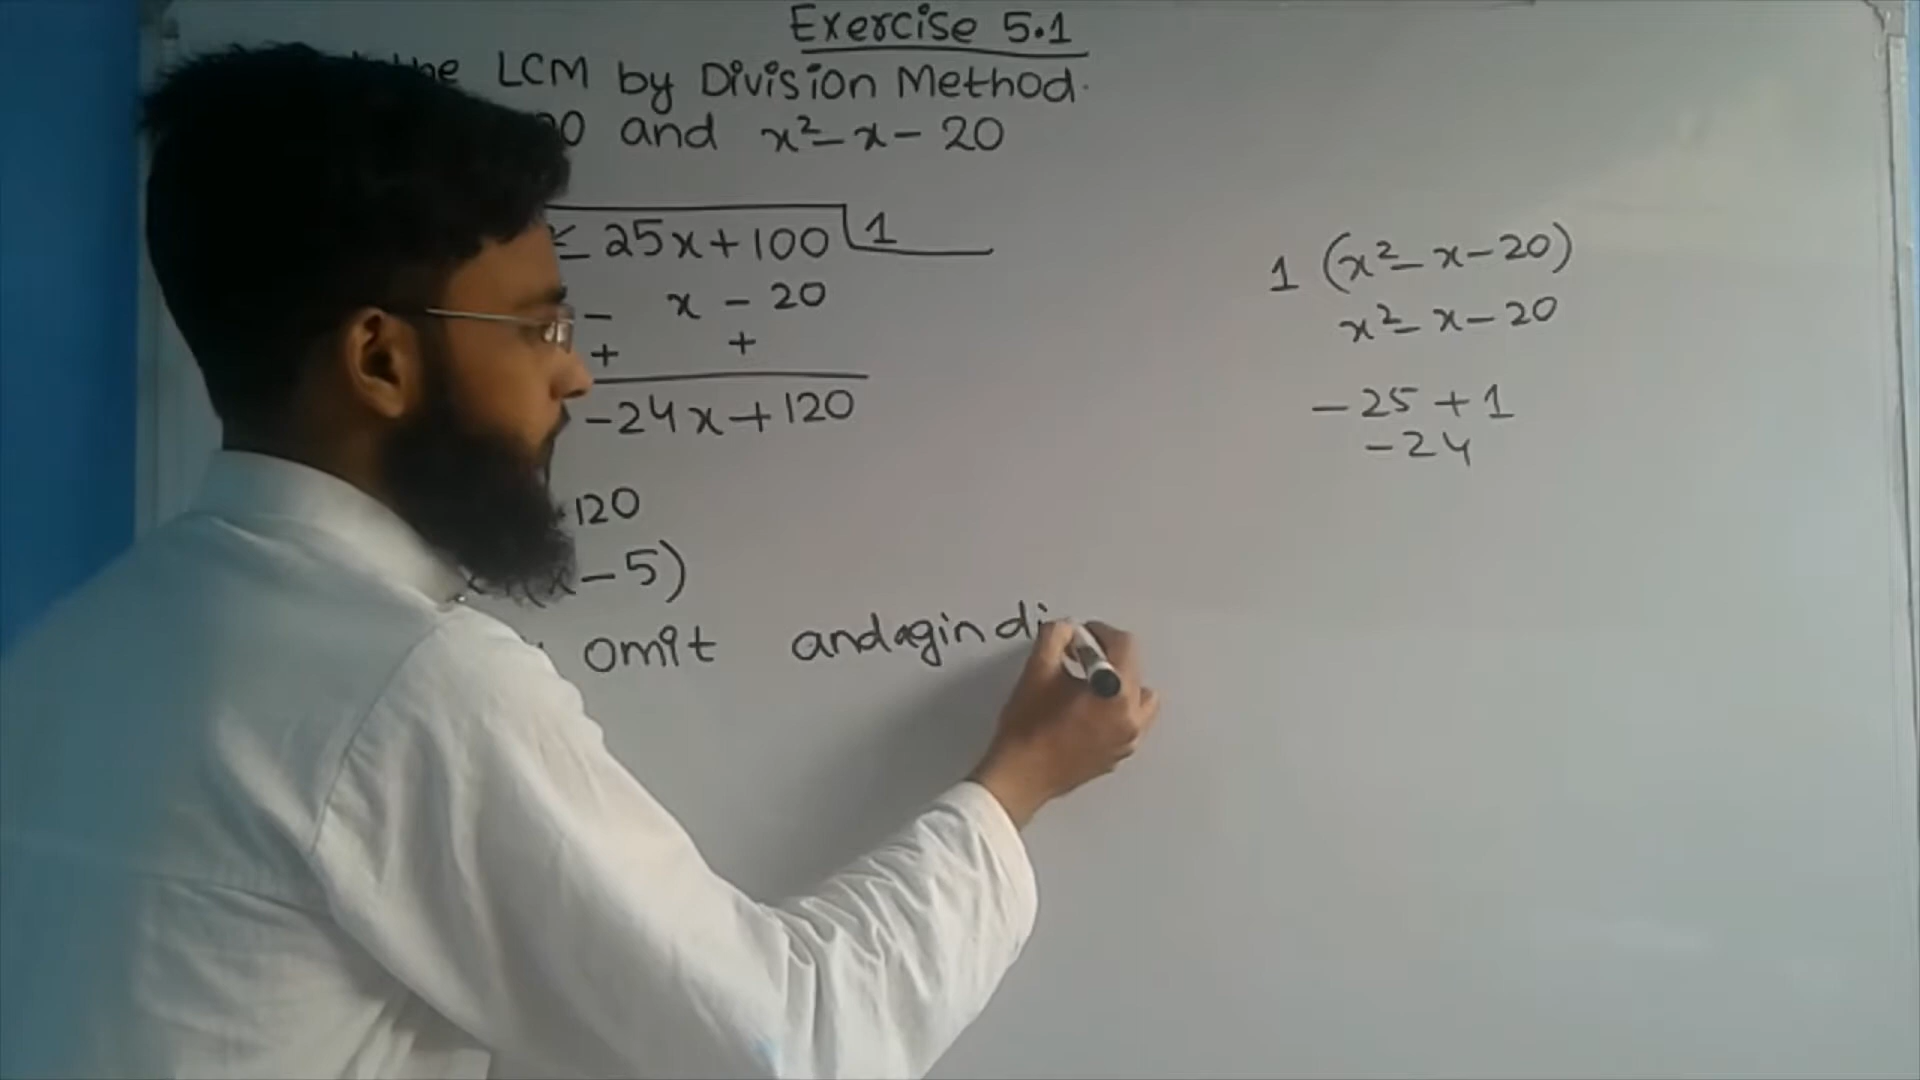 Exercise 5.1
the LCM by Division Method.
and x² - x - 20
- 25x + 100 | 1
- x - 20
+ +
-24x + 120
120
(x - 5)
omit andagin di
1 (x² - x - 20)
x² - x - 20
- 25 + 1
- 24